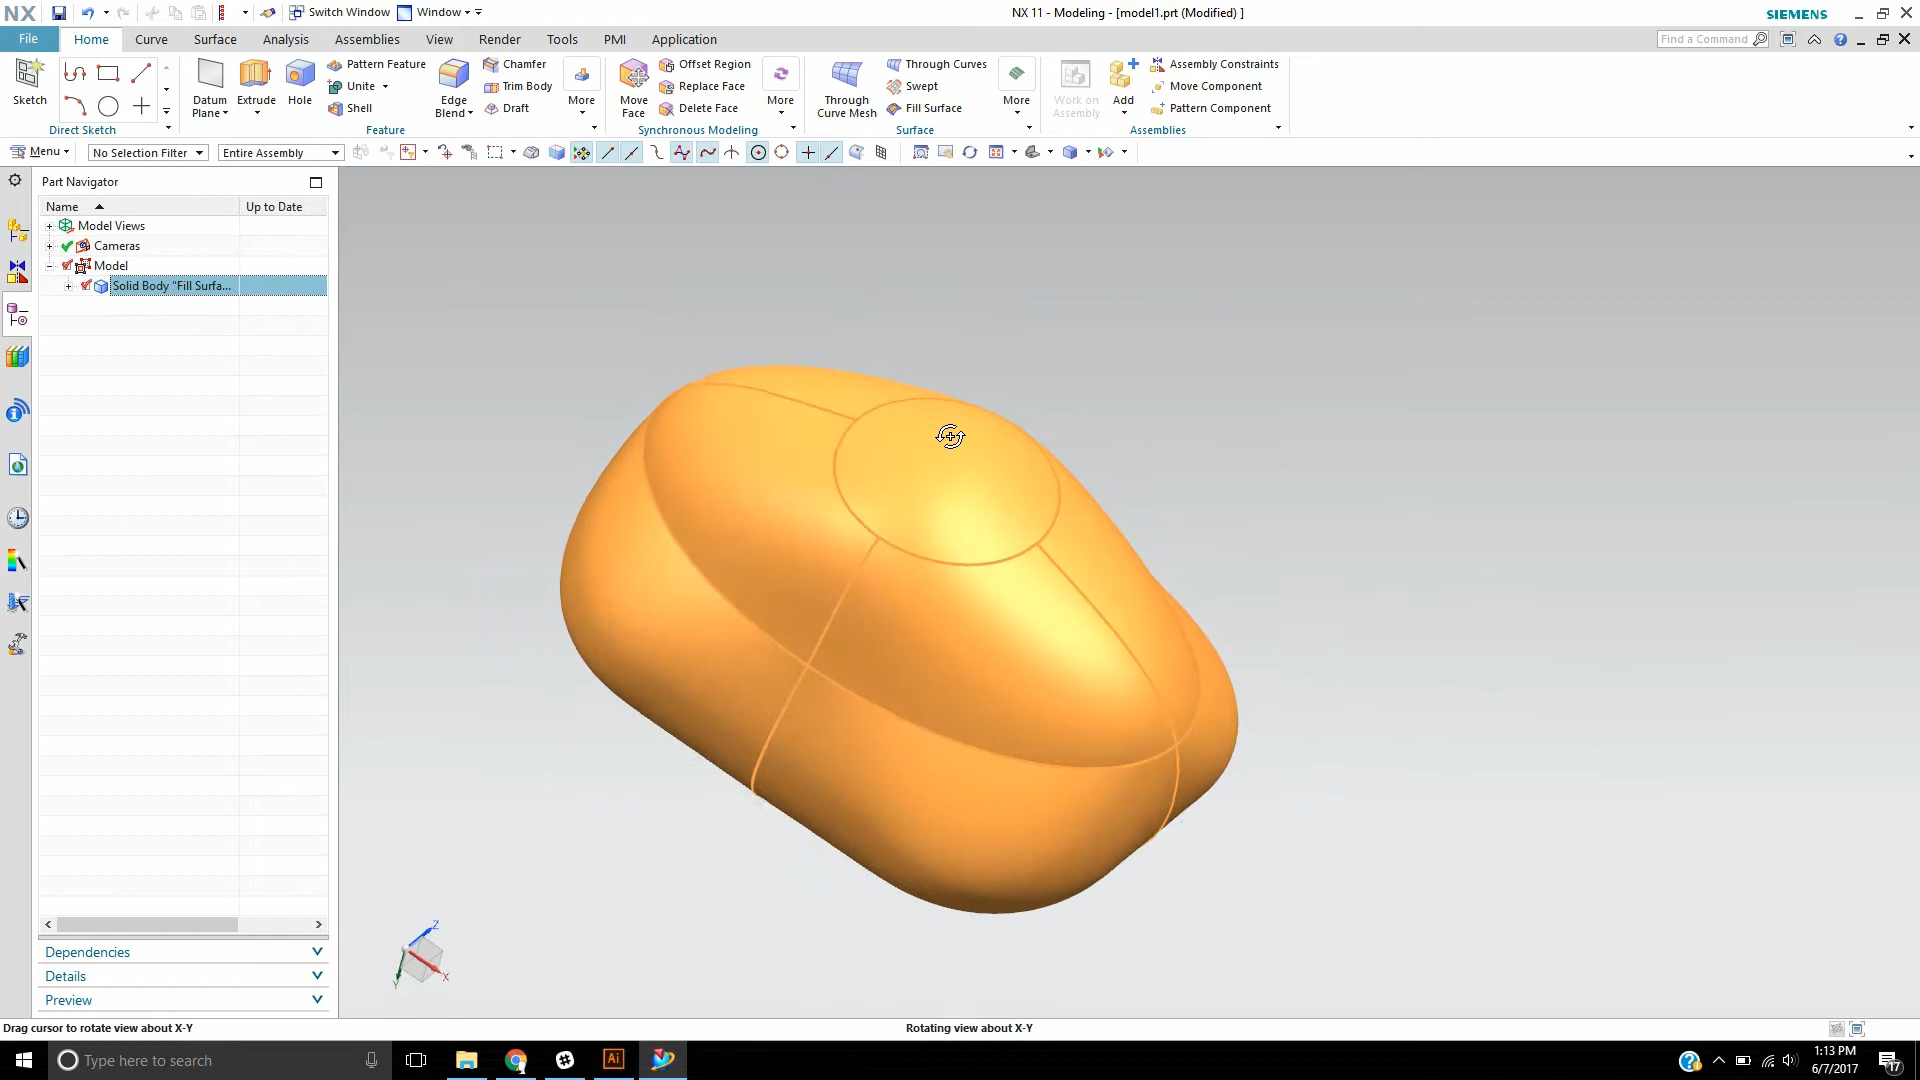 NX Switch Window Window NX 11 - Modeling - [model1.prt (Modified) ] SIEMENS
File Home Curve Surface Analysis Assemblies View Render Tools PMI Application Find a Command
Sketch Datum Plane Extrude Hole Pattern Feature Unite Shell Edge Blend Chamfer Trim Body Draft More Move Face Offset Region Replace Face Delete Face More Through Curve Mesh Through Curves Swept Fill Surface More Work on Assembly Add Assembly Constraints Move Component Pattern Component
Direct Sketch Feature Synchronous Modeling Surface Assemblies
Menu No Selection Filter Entire Assembly
Part Navigator
Name Up to Date
Model Views
Cameras
Model
Solid Body "Fill Surfa...
Z
X
Y
Dependencies
Details
Preview
Drag cursor to rotate view about X-Y Rotating view about X-Y
Type here to search Ai 1:13 PM
6/7/2017 17